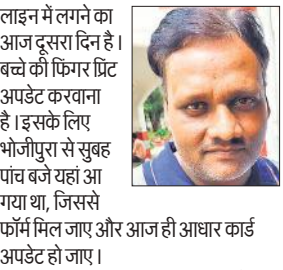 लाइन में लगने का
आज दूसरा दिन है।
बच्चे की फिंगर प्रिंट
अपडेट करवाना
है। इसके लिए
भोजीपुरा से सुबह
पांच बजे यहां आ
गया था, जिससे
फॉर्म मिल जाए और आज ही आधार कार्ड
अपडेट हो जाए।